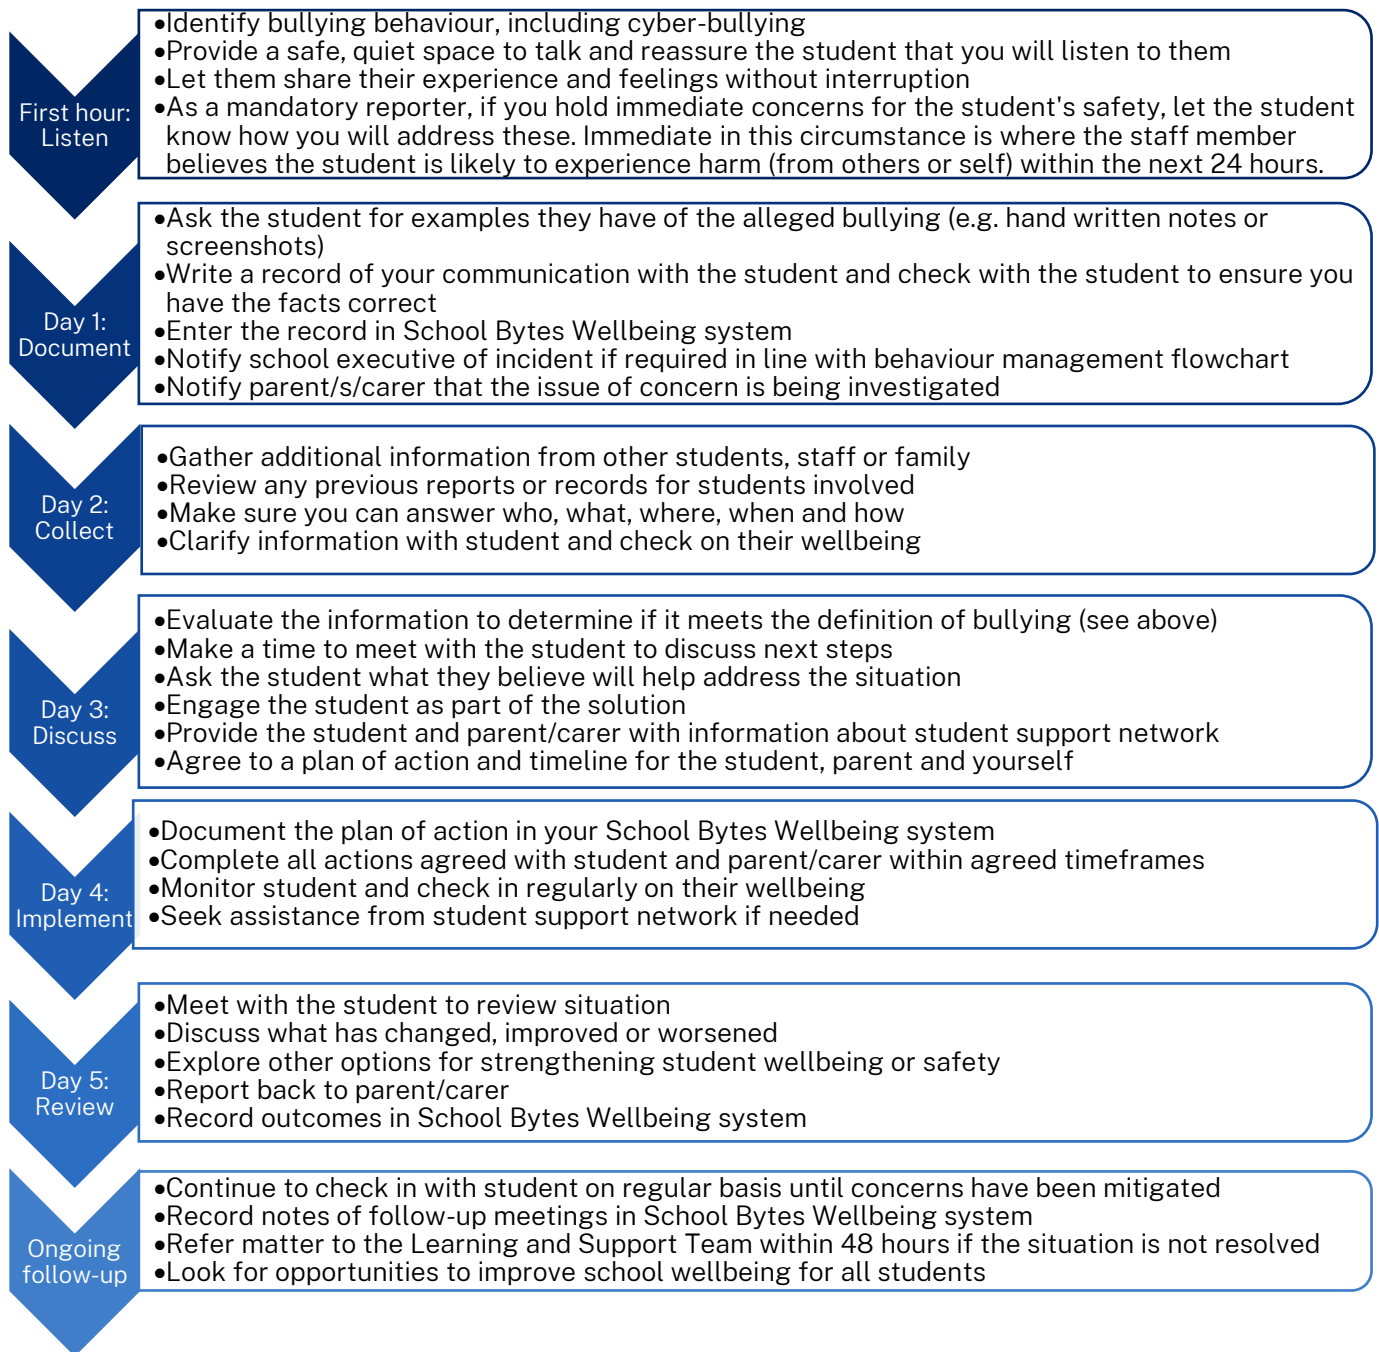 First hour:
Listen
•Identify bullying behaviour, including cyber-bullying
•Provide a safe, quiet space to talk and reassure the student that you will listen to them
•Let them share their experience and feelings without interruption
•As a mandatory reporter, if you hold immediate concerns for the student's safety, let the student
know how you will address these. Immediate in this circumstance is where the staff member
believes the student is likely to experience harm (from others or self) within the next 24 hours.
Day 1:
Document
•Ask the student for examples they have of the alleged bullying (e.g. hand written notes or
screenshots)
•Write a record of your communication with the student and check with the student to ensure you
have the facts correct
•Enter the record in School Bytes Wellbeing system
•Notify school executive of incident if required in line with behaviour management flowchart
•Notify parent/s/carer that the issue of concern is being investigated
Day 2:
Collect
•Gather additional information from other students, staff or family
•Review any previous reports or records for students involved
•Make sure you can answer who, what, where, when and how
•Clarify information with student and check on their wellbeing
Day 3:
Discuss
•Evaluate the information to determine if it meets the definition of bullying (see above)
•Make a time to meet with the student to discuss next steps
•Ask the student what they believe will help address the situation
•Engage the student as part of the solution
•Provide the student and parent/carer with information about student support network
•Agree to a plan of action and timeline for the student, parent and yourself
Day 4:
Implement
•Document the plan of action in your School Bytes Wellbeing system
•Complete all actions agreed with student and parent/carer within agreed timeframes
•Monitor student and check in regularly on their wellbeing
•Seek assistance from student support network if needed
Day 5:
Review
•Meet with the student to review situation
•Discuss what has changed, improved or worsened
•Explore other options for strengthening student wellbeing or safety
•Report back to parent/carer
•Record outcomes in School Bytes Wellbeing system
Ongoing
follow-up
•Continue to check in with student on regular basis until concerns have been mitigated
•Record notes of follow-up meetings in School Bytes Wellbeing system
•Refer matter to the Learning and Support Team within 48 hours if the situation is not resolved
•Look for opportunities to improve school wellbeing for all students